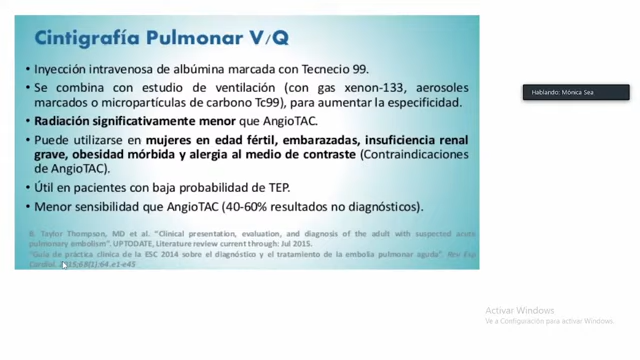 Cintigrafía Pulmonar V/Q
• Inyección intravenosa de albúmina marcada con Tecnecio 99.
• Se combina con estudio de ventilación (con gas xenon-133, aerosoles
marcados o micropartículas de carbono Tc99), para aumentar la especificidad.
• Radiación significativamente menor que AngioTAC.
• Puede utilizarse en mujeres en edad fértil, embarazadas, insuficiencia renal
grave, obesidad mórbida y alergia al medio de contraste (Contraindicaciones
de AngioTAC).
• Útil en pacientes con baja probabilidad de TEP.
• Menor sensibilidad que AngioTAC (40-60% resultados no diagnósticos).
B. Taylor Thompson, MD et al. "Clinical presentation, evaluation, and diagnosis of the adult with suspected acute
pulmonary embolism". UPTODATE, Literature review current through: Jul 2015.
"Guía de práctica clínica de la ESC 2014 sobre el diagnóstico y el tratamiento de la embolia pulmonar aguda". Rev Esp
Cardiol. 2015;68(1):64.e1-e45
Hablando: Mónica Sea
Activar Windows
Ve a Configuración para activar Windows.